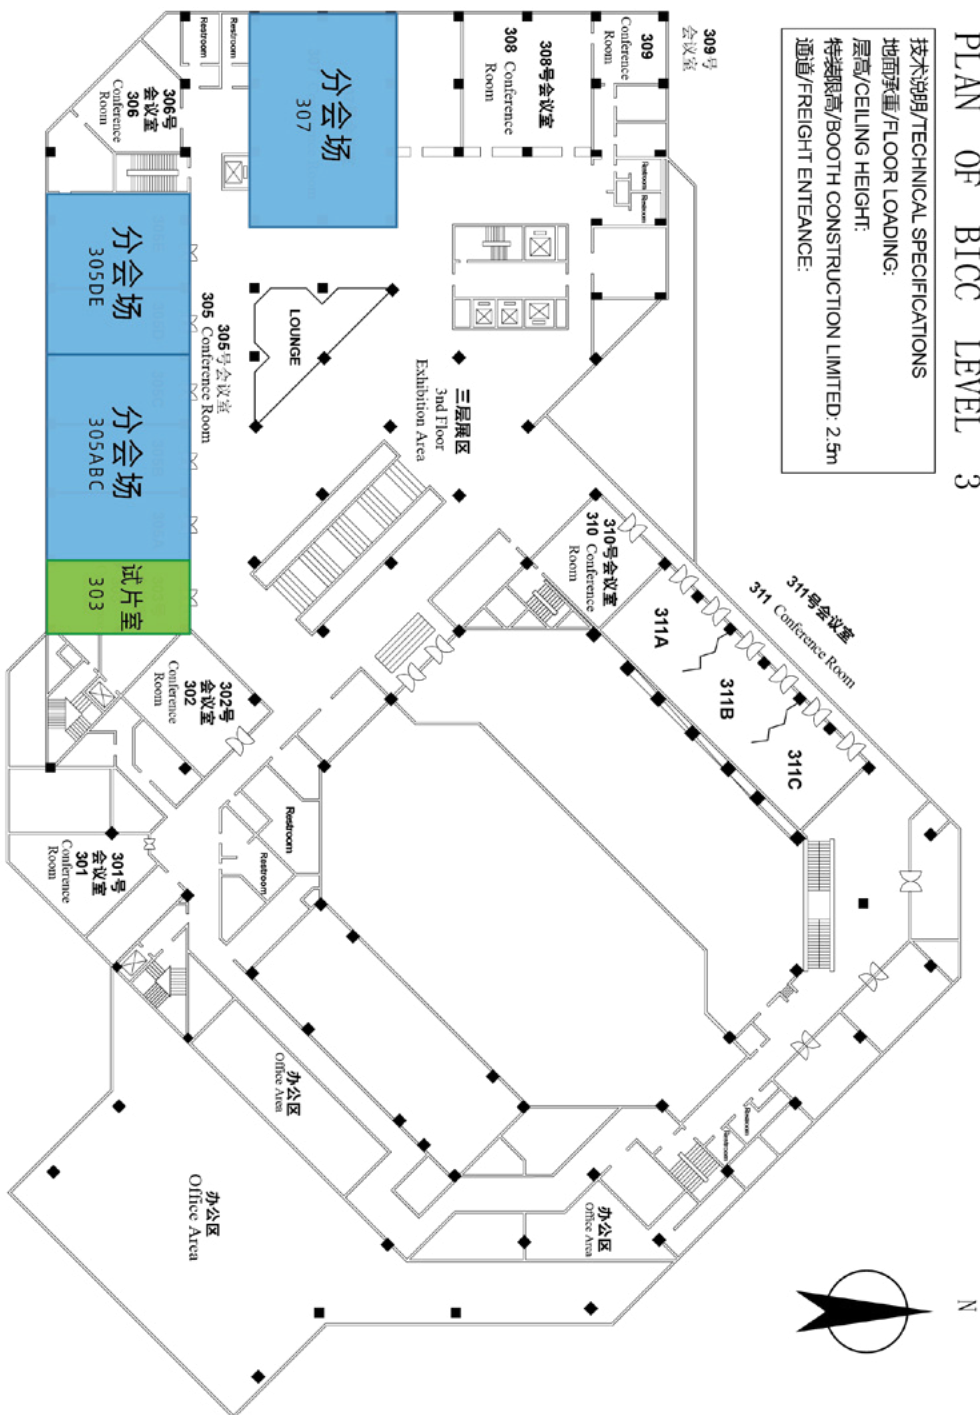 PLAN OF BICC LEVEL 3
N
技术说明/TECHNICAL SPECIFICATIONS
地面承重/FLOOR LOADING:
层高/CEILING HEIGHT:
特装限高/BOOTH CONSTRUCTION LIMITED: 2.5m
通道/FREIGHT ENTEANCE:
309号
会议室
309
Conference
Room
308号会议室
308 Conference
Room
分会场
307
Restroom
Restroom
306号
会议室
306
Conference
Room
Restroom
Restroom
分会场
305DE
305号会议室
305 Conference Room
分会场
305ABC
试片室
303
LOUNGE
三层展区
3nd Floor
Exhibition Area
310号会议室
310 Conference
Room
311号会议室
311 Conference Room
311A
311B
311C
302号
会议室
302
Conference
Room
301号
会议室
301
Conference
Room
Restroom
Restroom
办公区
Office Area
办公区
Office Area
办公区
Office Area
Restroom
Restroom